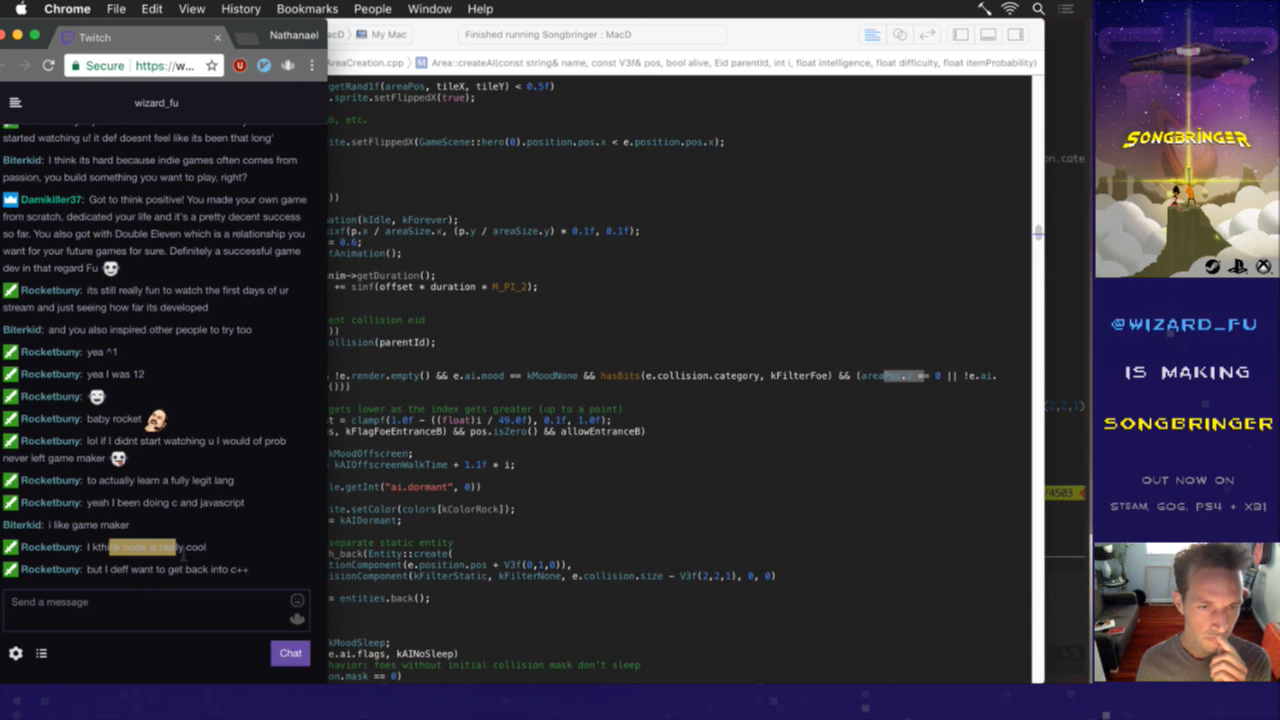 Chrome File Edit View History Bookmarks People Window Help
Twitch
Nathanael
Secure https://w...
wizard_fu
started watching u! it def doesnt feel like its been that long'
Biterkid: I think its hard because indie games often comes from
passion, you build something you want to play, right?
Damikiller37: Got to think positive! You made your own game
from scratch, dedicated your life and it's a pretty decent success
so far. You also got with Double Eleven which is a relationship you
want for your future games for sure. Definitely a successful game
dev in that regard Fu
Rocketbuny: its still really fun to watch the first days of ur
stream and just seeing how far its developed
Biterkid: and you also inspired other people to try too
Rocketbuny: yea ^1
Rocketbuny: yea I was 12
Rocketbuny:
Rocketbuny: baby rocket
Rocketbuny: lol if I didnt start watching u I would of prob
never left game maker
Rocketbuny: to actually learn a fully legit lang
Rocketbuny: yeah I been doing c and javascript
Biterkid: i like game maker
Rocketbuny: I kthink node is really cool
Rocketbuny: but I deff want to get back into c++
Send a message
Chat
acD My Mac
Finished running Songbringer : MacD
AreaCreation.cpp M Area::createAI(const string& name, const V3f& pos, bool alive, Eid parentId, int i, float intelligence, float difficulty, float itemProbability)
getRand1f(areaPos, tileX, tileY) < 0.5f)
.sprite.setFlippedX(true);
b, etc.
rite.setFlippedX(GameScene::hero(0).position.pos.x < e.position.pos.x);
))
ation(kIdle, kForever);
ixf(p.x / areaSize.x, (p.y / areaSize.y) * 0.1f, 0.1f);
= 0.6;
tAnimation();
nim->getDuration();
+= sinf(offset * duration * M_PI_2);
ent collision eid
))
ollision(parentId);
!e.render.empty() && e.ai.mood == kMoodNone && hasBits(e.collision.category, kFilterFoe) && (areaPos.z == 0 || !e.ai.
()))
gets lower as the index gets greater (up to a point)
t = clampf(1.0f - ((float)i / 49.0f), 0.1f, 1.0f);
s, kFlagFoeEntranceB) && pos.isZero() && allowEntranceB)
kMoodOffscreen;
kAIOffscreenWalkTime + 1.1f * i;
le.getInt("ai.dormant", 0))
rite.setColor(colors[kColorRock]);
= kAIDormant;
separate static entity
h_back(Entity::create(
tionComponent(e.position.pos + V3f(0,1,0)),
isionComponent(kFilterStatic, kFilterNone, e.collision.size - V3f(2,2,1), 0, 0)
= entities.back();
kMoodSleep;
e.ai.flags, kAINoSleep)
havior: foes without initial collision mask don't sleep
n.mask == 0)
on.cate
(2,2,1)
/4503
4/5
SONGBRINGER
@WIZARD_FU
IS MAKING
SONGBRINGER
OUT NOW ON
STEAM, GOG, PS4 + XB1